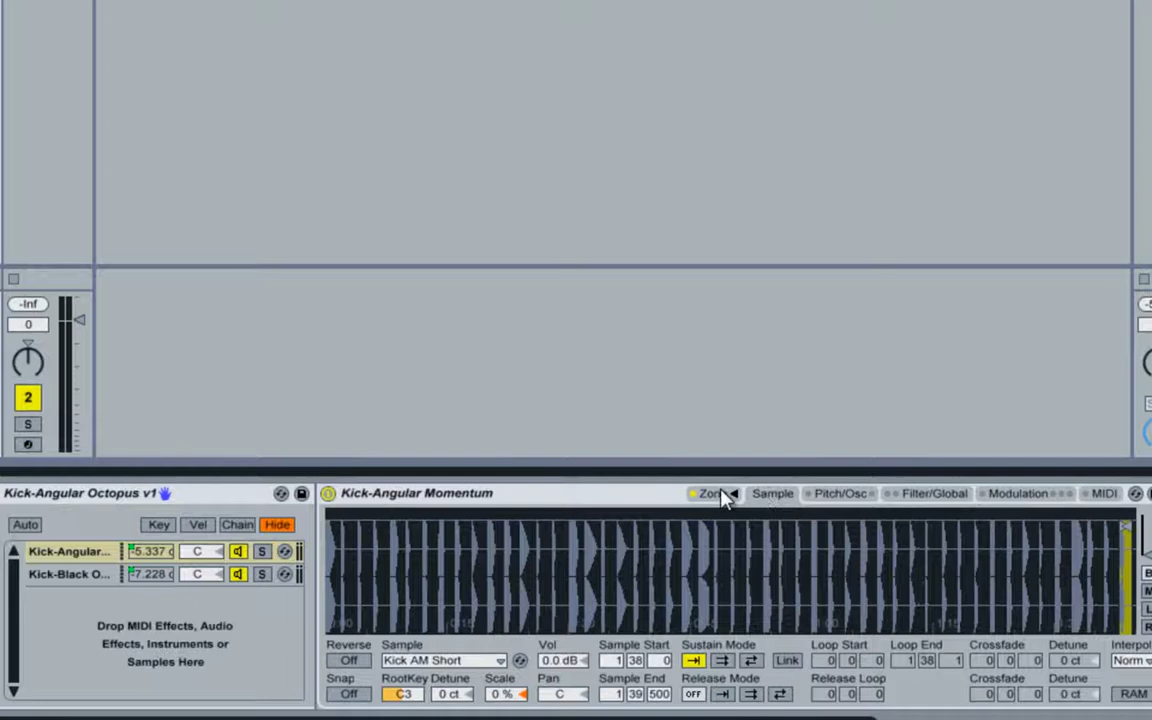 -Inf
0
2
S
Kick-Angular Octopus v1
Kick-Angular Momentum
Sample
Pitch/Osc
Filter/Global
Modulation
MIDI
Auto
Key
Vel
Chain
Hide
Kick-Angular...
-5.337
C
S
Kick-Black O...
-7.228
C
S
Drop MIDI Effects, Audio
Effects, Instruments or
Samples Here
Reverse
Sample
Vol
Sample Start
Sustain Mode
Loop Start
Loop End
Crossfade
Detune
Off
Kick AM Short
0.0 dB
1 38 0
Link
0 0 0
1 38 1
0 0 0
0 ct
Norm
Snap
RootKey
Detune
Scale
Pan
Sample End
Release Mode
Release Loop
Crossfade
Detune
Off
C3
0 ct
0 %
C
1 39 500
OFF
0 0 0
0 0 0
0 ct
RAM